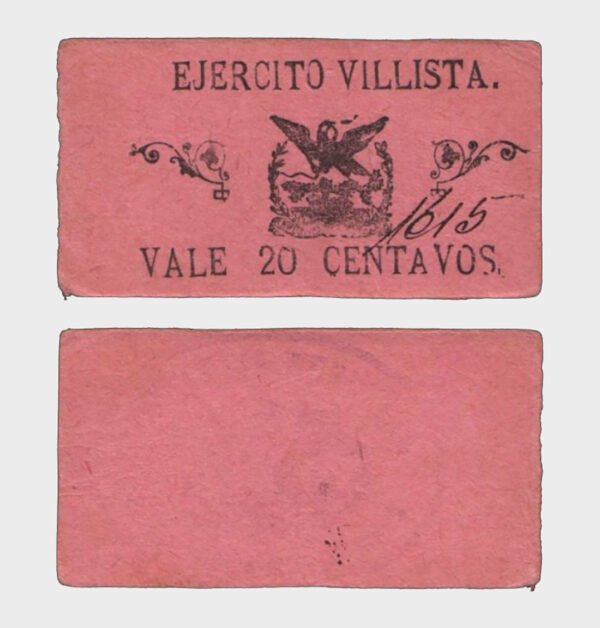 EJERCITO VILLISTA.
1615
VALE 20 CENTAVOS.